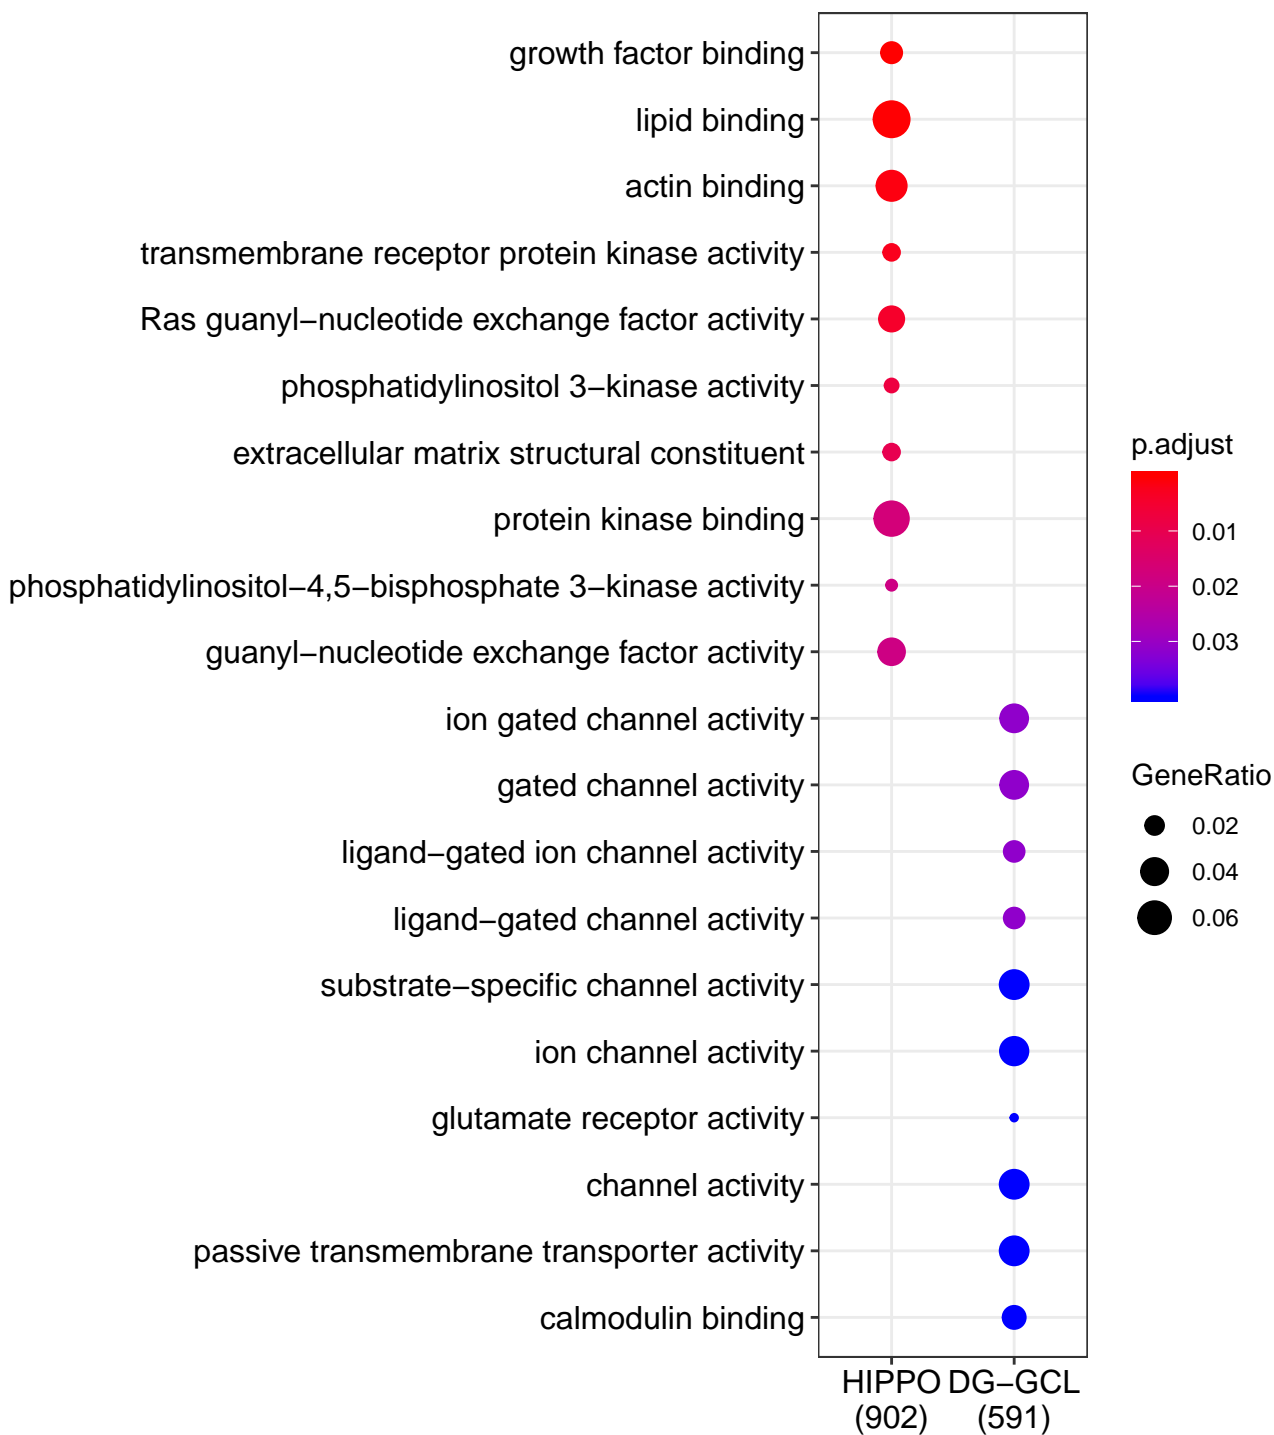 growth factor binding
lipid binding
actin binding
transmembrane receptor protein kinase activity
Ras guanyl−nucleotide exchange factor activity
phosphatidylinositol 3−kinase activity
extracellular matrix structural constituent
protein kinase binding
phosphatidylinositol−4,5−bisphosphate 3−kinase activity
guanyl−nucleotide exchange factor activity
ion gated channel activity
gated channel activity
ligand−gated ion channel activity
ligand−gated channel activity
substrate−specific channel activity
ion channel activity
glutamate receptor activity
channel activity
passive transmembrane transporter activity
calmodulin binding
HIPPO DG−GCL
(902) (591)
p.adjust
0.01
0.02
0.03
GeneRatio
0.02
0.04
0.06